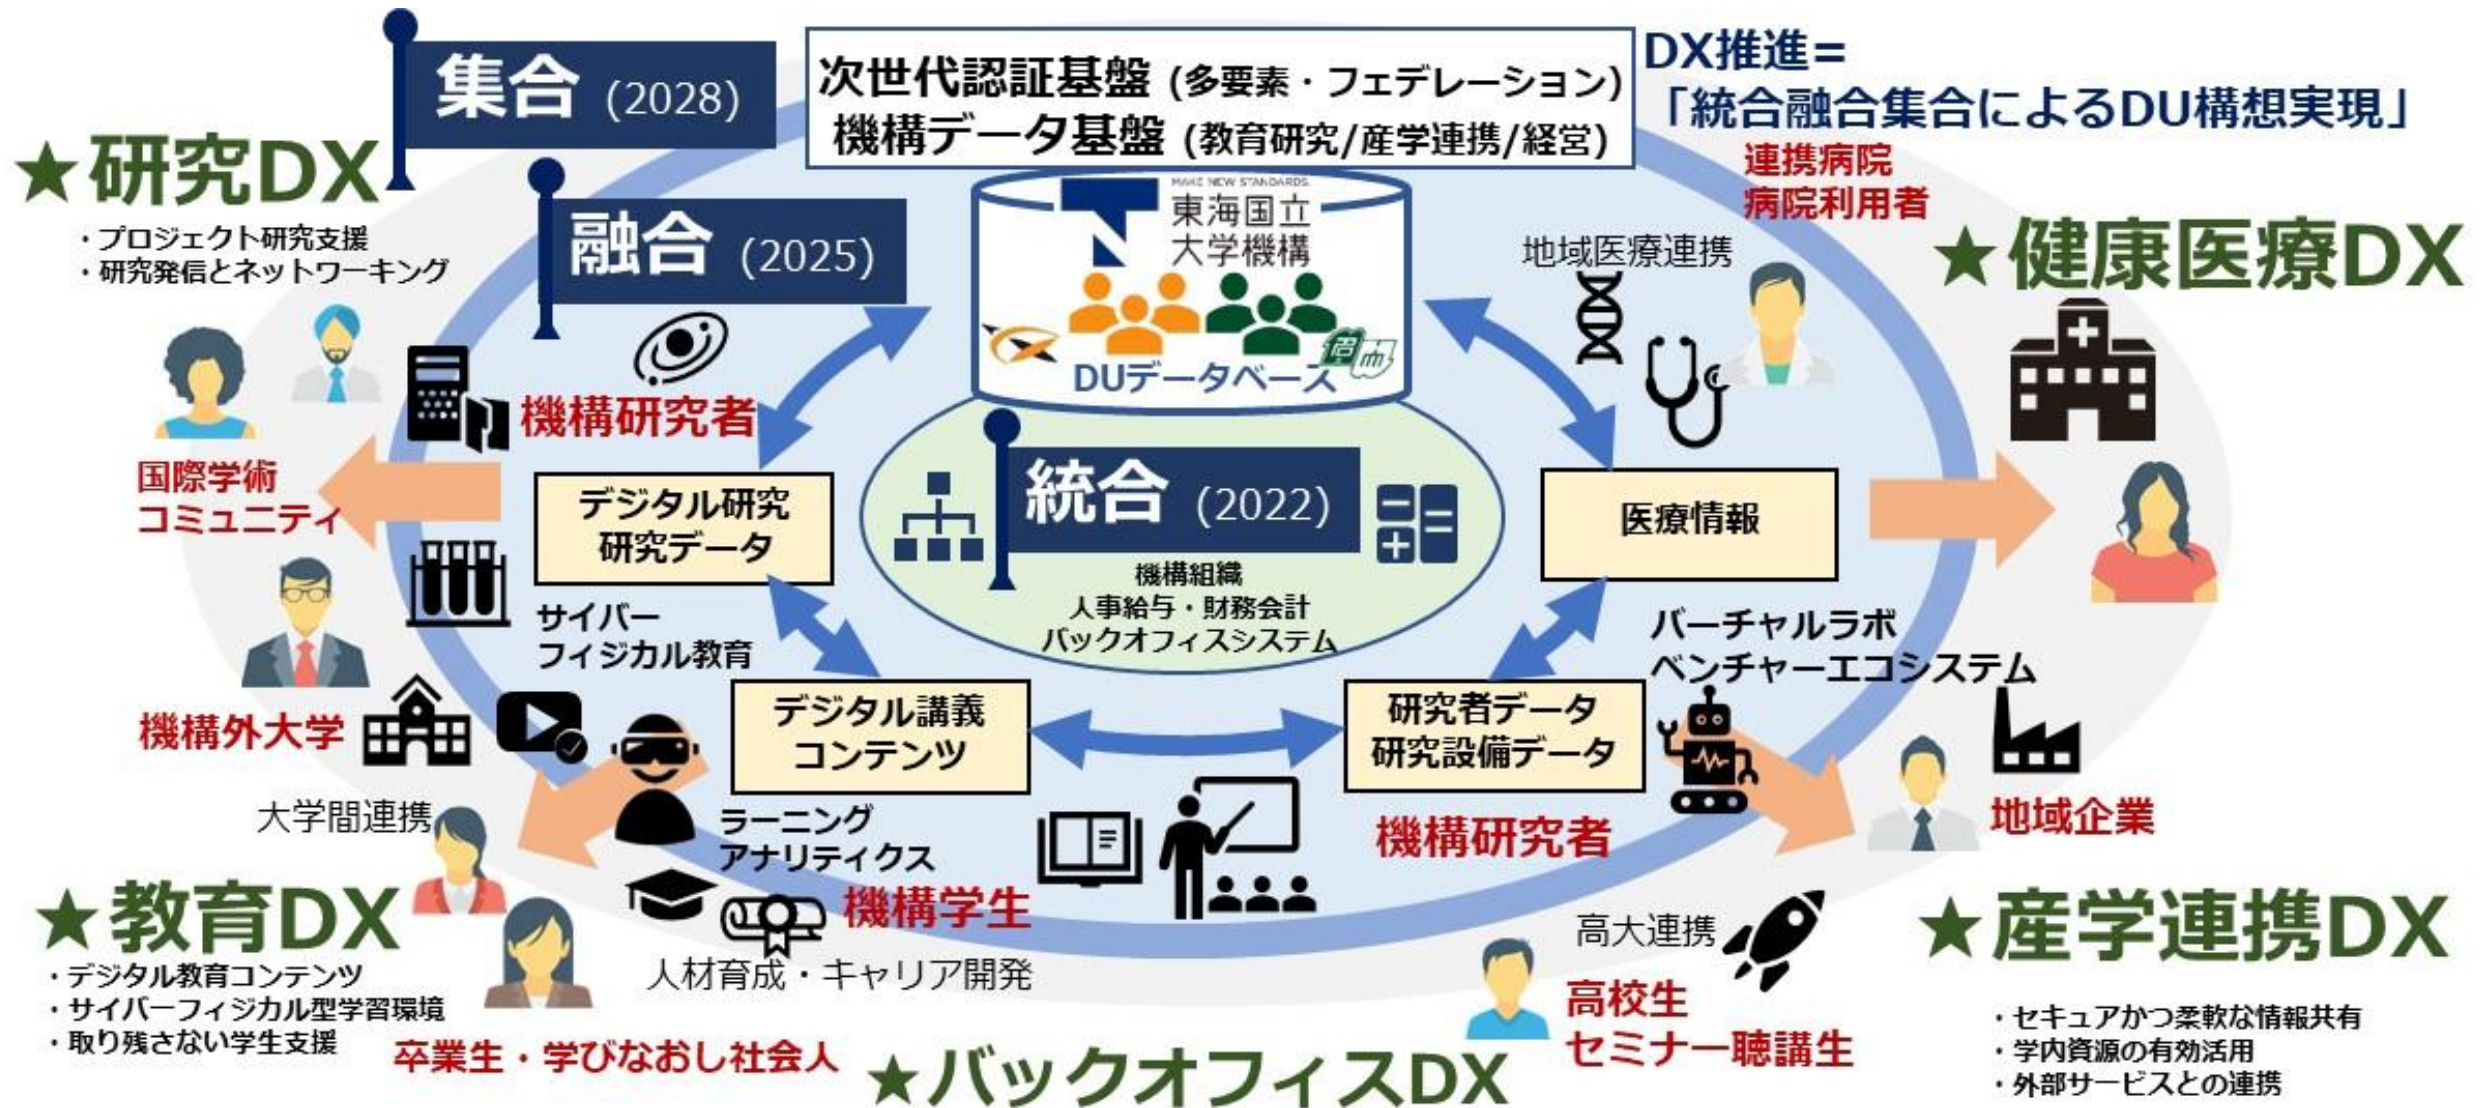 集合 (2028)
次世代認証基盤 (多要素・フェデレーション)
機構データ基盤 (教育研究/産学連携/経営)
DX推進=
「統合融合集合によるDU構想実現」
★研究DX
・プロジェクト研究支援
・研究発信とネットワーキング
融合 (2025)
MAKE NEW STANDARDS.
東海国立
大学機構
DUデータベース
連携病院
病院利用者
地域医療連携
★健康医療DX
機構研究者
国際学術
コミュニティ
デジタル研究
研究データ
統合 (2022)
機構組織
人事給与・財務会計
バックオフィスシステム
医療情報
サイバー
フィジカル教育
バーチャルラボ
ベンチャーエコシステム
機構外大学
デジタル講義
コンテンツ
研究者データ
研究設備データ
大学間連携
ラーニング
アナリティクス
機構研究者
地域企業
★教育DX
・デジタル教育コンテンツ
・サイバーフィジカル型学習環境
・取り残さない学生支援
機構学生
人材育成・キャリア開発
卒業生・学びなおし社会人
高大連携
高校生
セミナー聴講生
★産学連携DX
・セキュアかつ柔軟な情報共有
・学内資源の有効活用
・外部サービスとの連携
★バックオフィスDX